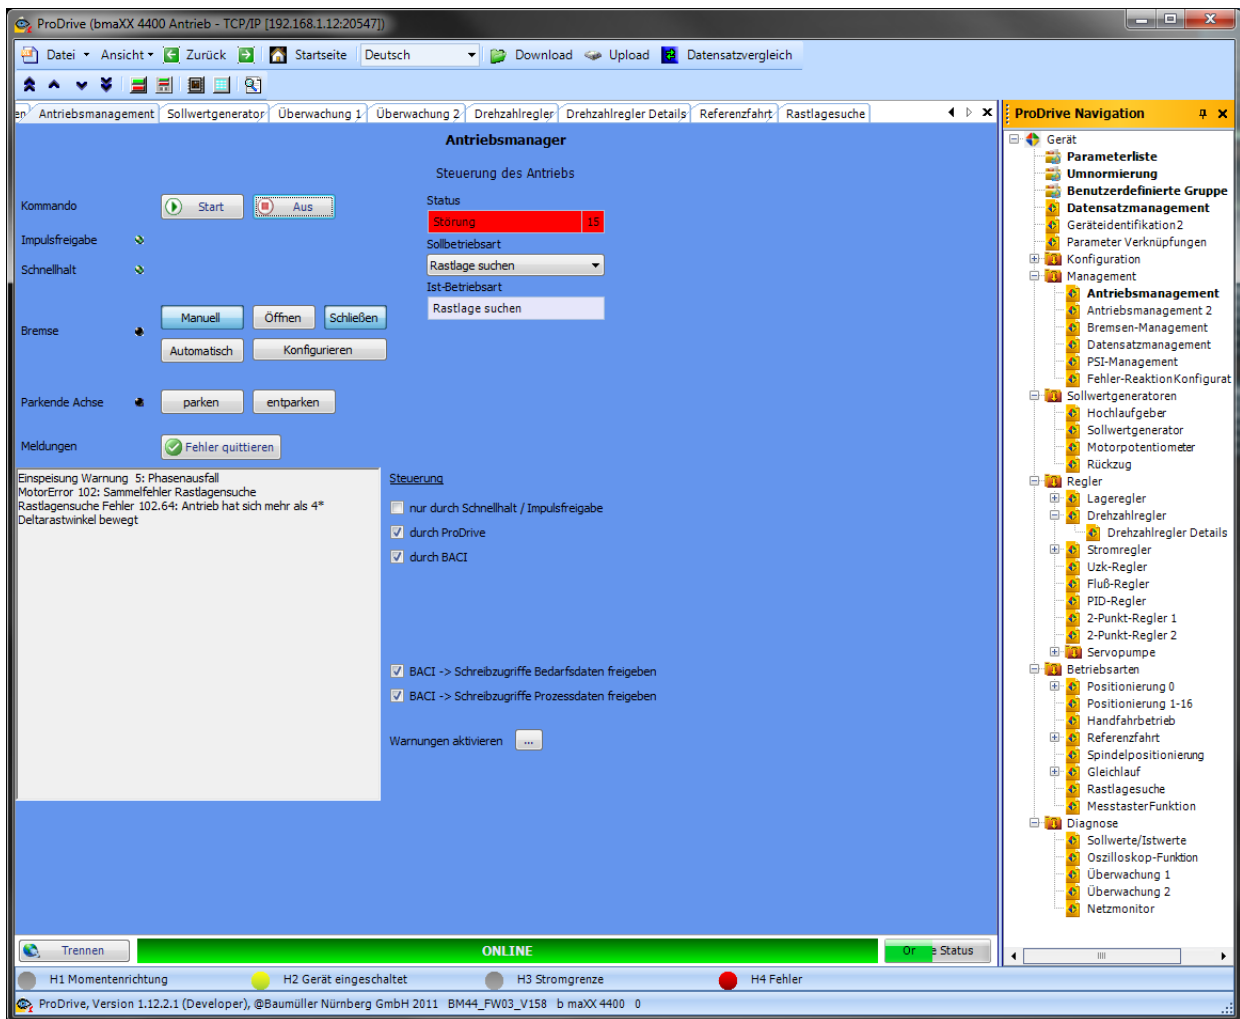 ProDrive (bmaXX 4400 Antrieb - TCP/IP [192.168.1.12:20547])
Datei Ansicht Zurück Startseite Deutsch Download Upload Datensatzvergleich
en Antriebsmanagement Sollwertgenerator Überwachung 1 Überwachung 2 Drehzahlregler Drehzahlregler Details Referenzfahrt Rastlagesuche
Antriebsmanager
Steuerung des Antriebs
Kommando Start Aus
Status
Störung 15
Impulsfreigabe
Sollbetriebsart
Schnellhalt
Rastlage suchen
Ist-Betriebsart
Rastlage suchen
Bremse
Manuell Öffnen Schließen
Automatisch Konfigurieren
Parkende Achse parken entparken
Meldungen Fehler quittieren
Einspeisung Warnung 5: Phasenausfall
MotorError 102: Sammelfehler Rastlagensuche
Rastlagensuche Fehler 102.64: Antrieb hat sich mehr als 4*
Deltarastwinkel bewegt
Steuerung
nur durch Schnellhalt / Impulsfreigabe
durch ProDrive
durch BACI
BACI -> Schreibzugriffe Bedarfsdaten freigeben
BACI -> Schreibzugriffe Prozessdaten freigeben
Warnungen aktivieren ...
ProDrive Navigation
Gerät
Parameterliste
Umnormierung
Benutzerdefinierte Gruppe
Datensatzmanagement
Geräteidentifikation2
Parameter Verknüpfungen
Konfiguration
Management
Antriebsmanagement
Antriebsmanagement 2
Bremsen-Management
Datensatzmanagement
PSI-Management
Fehler-ReaktionKonfigurat
Sollwertgeneratoren
Hochlaufgeber
Sollwertgenerator
Motorpotentiometer
Rückzug
Regler
Lageregler
Drehzahlregler
Drehzahlregler Details
Stromregler
Uzk-Regler
Fluß-Regler
PID-Regler
2-Punkt-Regler 1
2-Punkt-Regler 2
Servopumpe
Betriebsarten
Positionierung 0
Positionierung 1-16
Handfahrbetrieb
Referenzfahrt
Spindelpositionierung
Gleichlauf
Rastlagesuche
MesstasterFunktion
Diagnose
Sollwerte/Istwerte
Oszilloskop-Funktion
Überwachung 1
Überwachung 2
Netzmonitor
Trennen ONLINE Or e Status
H1 Momentenrichtung H2 Gerät eingeschaltet H3 Stromgrenze H4 Fehler
ProDrive, Version 1.12.2.1 (Developer), @Baumüller Nürnberg GmbH 2011 BM44_FW03_V158 b maXX 4400 0